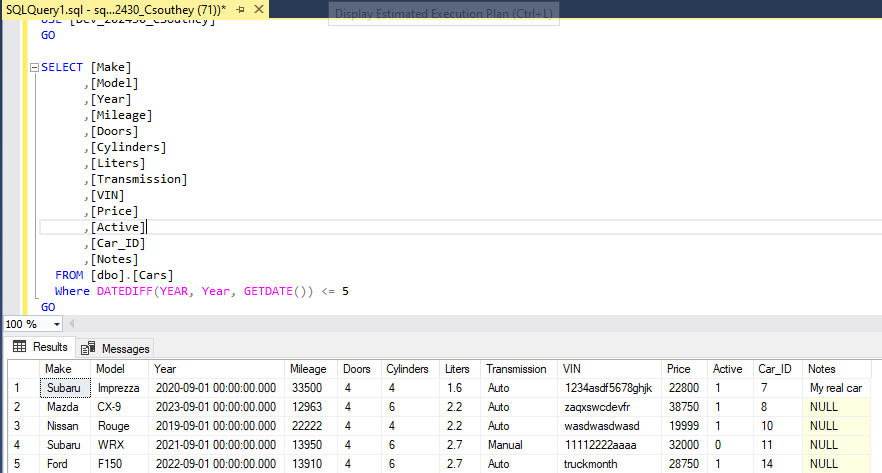 SQLQuery1.sql - sq...2430_Csouthey (71))*
Display Estimated Execution Plan (Ctrl+L)
USE [Dev_202430_Csouthey]
GO
SELECT [Make]
,[Model]
,[Year]
,[Mileage]
,[Doors]
,[Cylinders]
,[Liters]
,[Transmission]
,[VIN]
,[Price]
,[Active]
,[Car_ID]
,[Notes]
FROM [dbo].[Cars]
Where DATEDIFF(YEAR, Year, GETDATE()) <= 5
GO
100 %
Results Messages
Make Model Year Mileage Doors Cylinders Liters Transmission VIN Price Active Car_ID Notes
1 Subaru Imprezza 2020-09-01 00:00:00.000 33500 4 4 1.6 Auto 1234asdf5678ghjk 22800 1 7 My real car
2 Mazda CX-9 2023-09-01 00:00:00.000 12963 4 6 2.2 Auto zaqxswcdevfr 38750 1 8 NULL
3 Nissan Rouge 2019-09-01 00:00:00.000 22222 4 4 2.2 Auto wasdwasdwasd 19999 1 10 NULL
4 Subaru WRX 2021-09-01 00:00:00.000 13950 4 6 2.7 Manual 11112222aaaa 32000 0 11 NULL
5 Ford F150 2022-09-01 00:00:00.000 13910 4 6 2.7 Auto truckmonth 28750 1 14 NULL